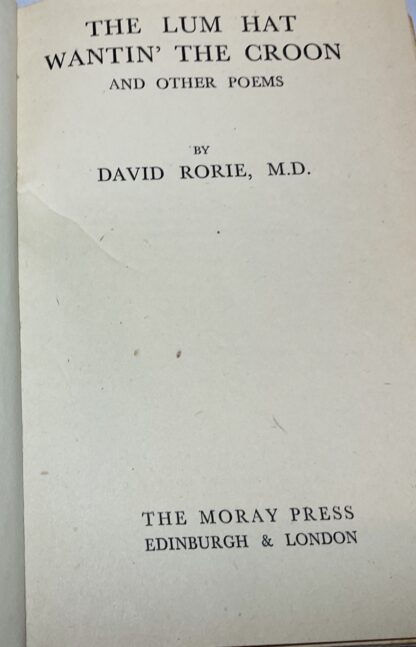 THE LUM HAT
WANTIN' THE CROON
AND OTHER POEMS
BY
DAVID RORIE, M.D.
THE MORAY PRESS
EDINBURGH & LONDON